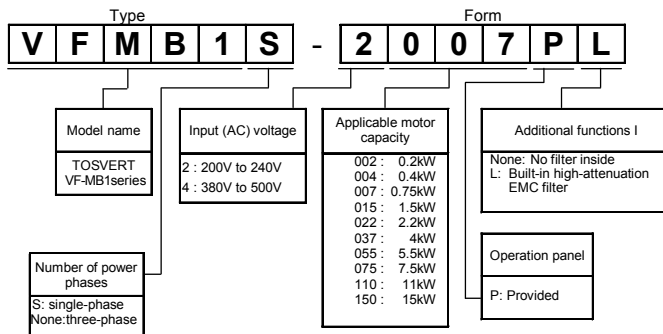 Type
Form
V F M B 1 S - 2 0 0 7 P L
Model name
TOSVERT
VF-MB1series
Number of power
phases
S: single-phase
None:three-phase
Input (AC) voltage
2 : 200V to 240V
4 : 380V to 500V
Applicable motor
capacity
002 : 0.2kW
004 : 0.4kW
007 : 0.75kW
015 : 1.5kW
022 : 2.2kW
037 : 4kW
055 : 5.5kW
075 : 7.5kW
110 : 11kW
150 : 15kW
Operation panel
P: Provided
Additional functions I
None: No filter inside
L: Built-in high-attenuation
EMC filter